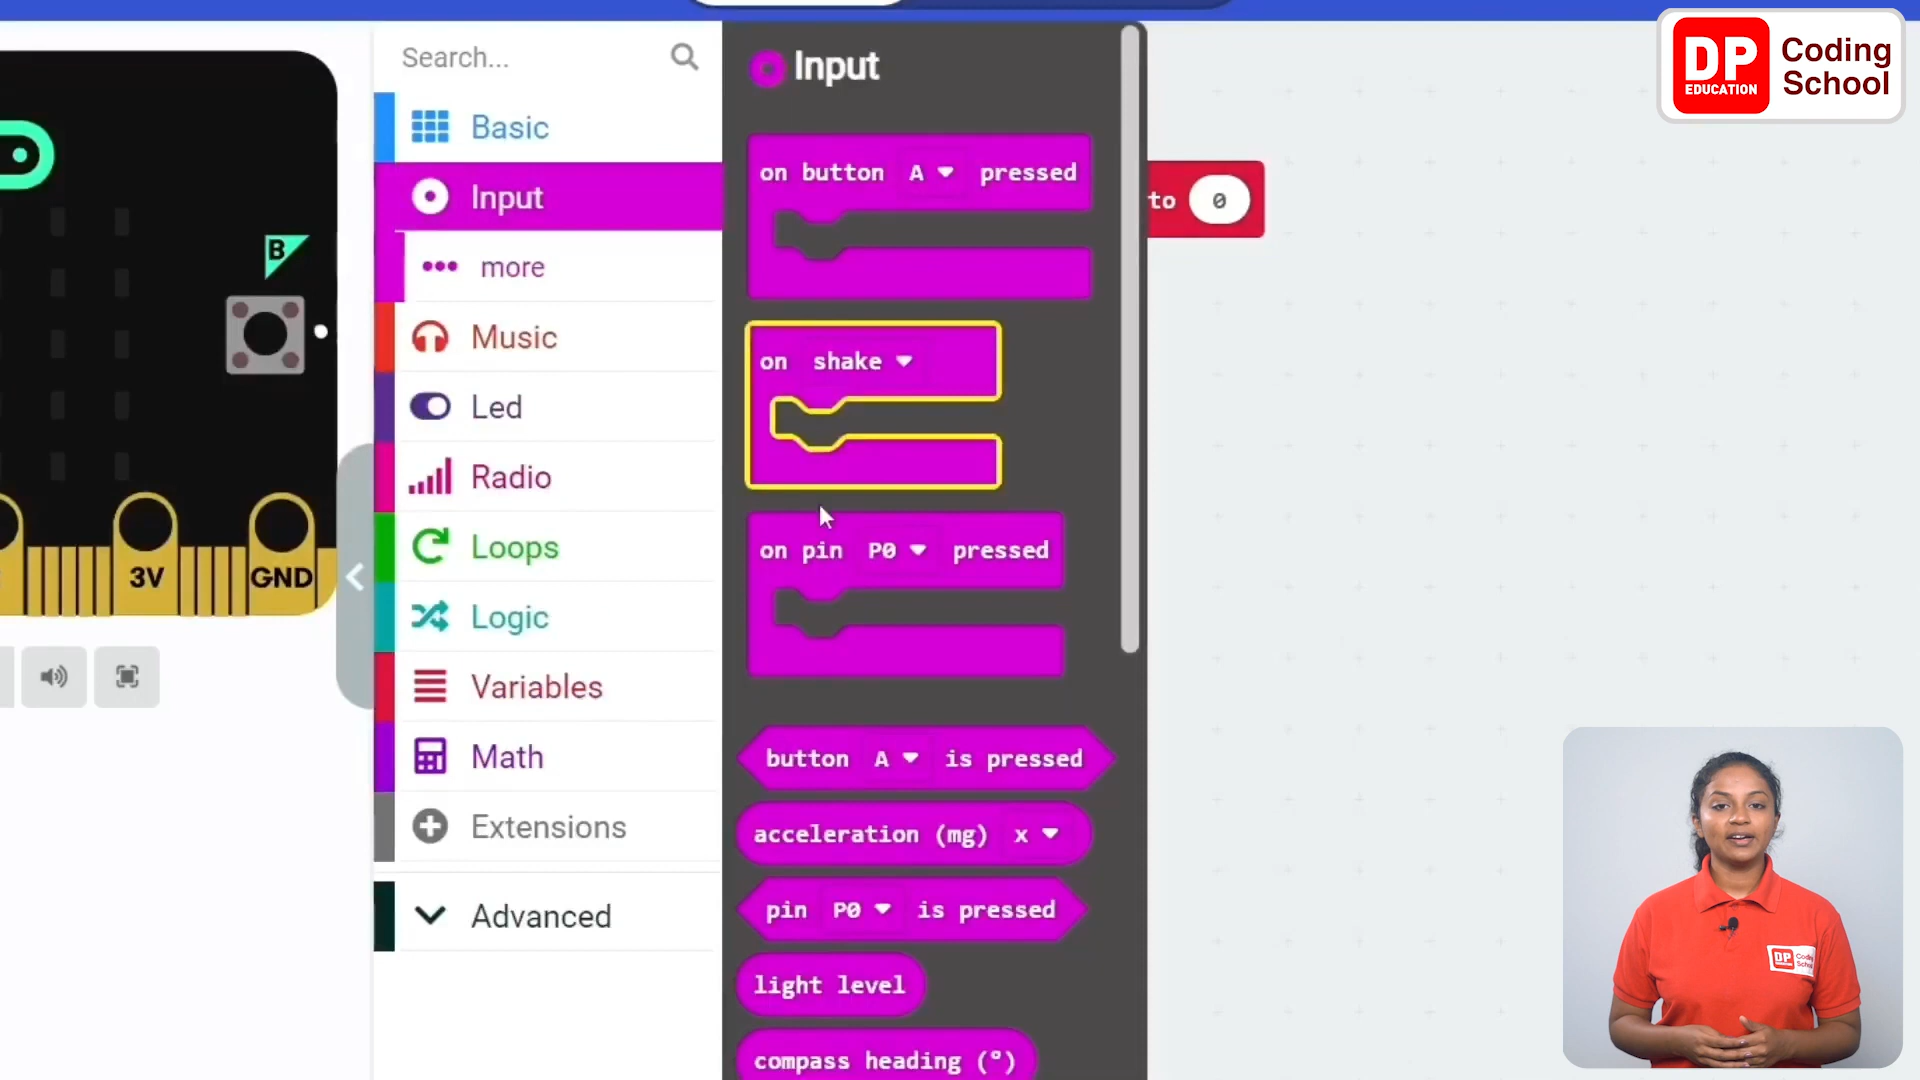 Search...
Basic
Input
more
Music
Led
Radio
Loops
Logic
Variables
Math
Extensions
Advanced
Input
on button A pressed
on shake
on pin P0 pressed
button A is pressed
acceleration (mg) x
pin P0 is pressed
light level
compass heading (°)
to 0
B
3V
GND
DP
EDUCATION
Coding
School
DP